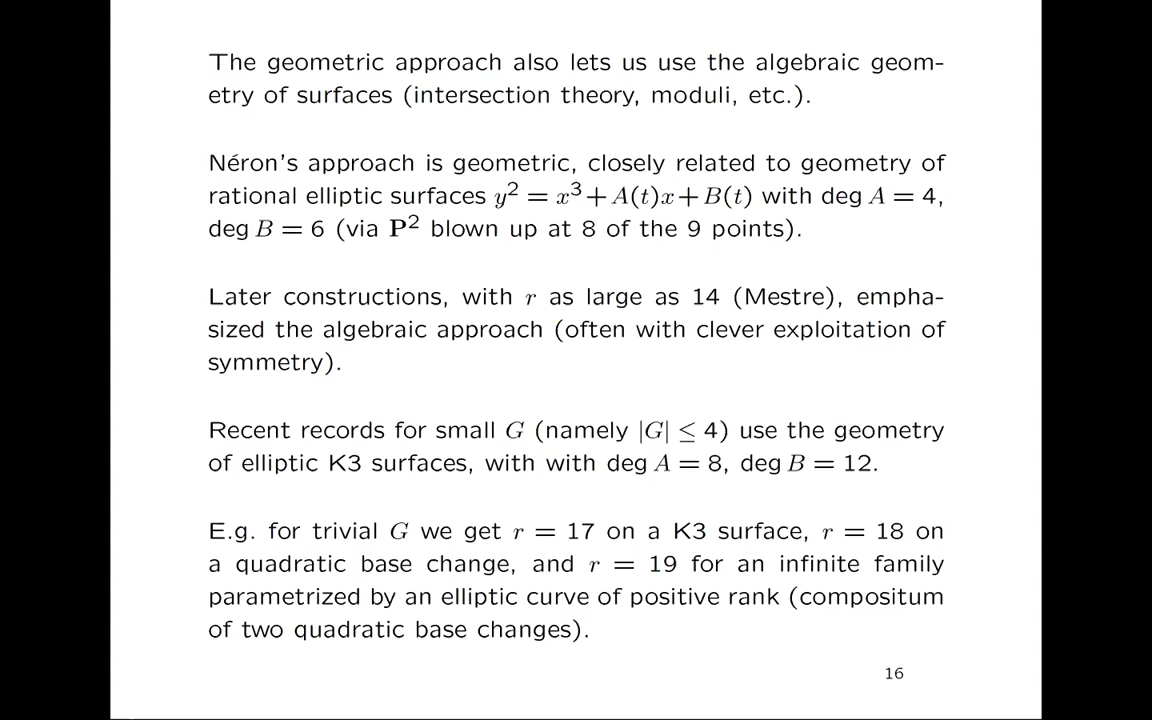 The geometric approach also lets us use the algebraic geom-
etry of surfaces (intersection theory, moduli, etc.).
Néron's approach is geometric, closely related to geometry of
rational elliptic surfaces y² = x³ + A(t)x + B(t) with deg A = 4,
deg B = 6 (via P² blown up at 8 of the 9 points).
Later constructions, with r as large as 14 (Mestre), empha-
sized the algebraic approach (often with clever exploitation of
symmetry).
Recent records for small G (namely |G| ≤ 4) use the geometry
of elliptic K3 surfaces, with with deg A = 8, deg B = 12.
E.g. for trivial G we get r = 17 on a K3 surface, r = 18 on
a quadratic base change, and r = 19 for an infinite family
parametrized by an elliptic curve of positive rank (compositum
of two quadratic base changes).
16